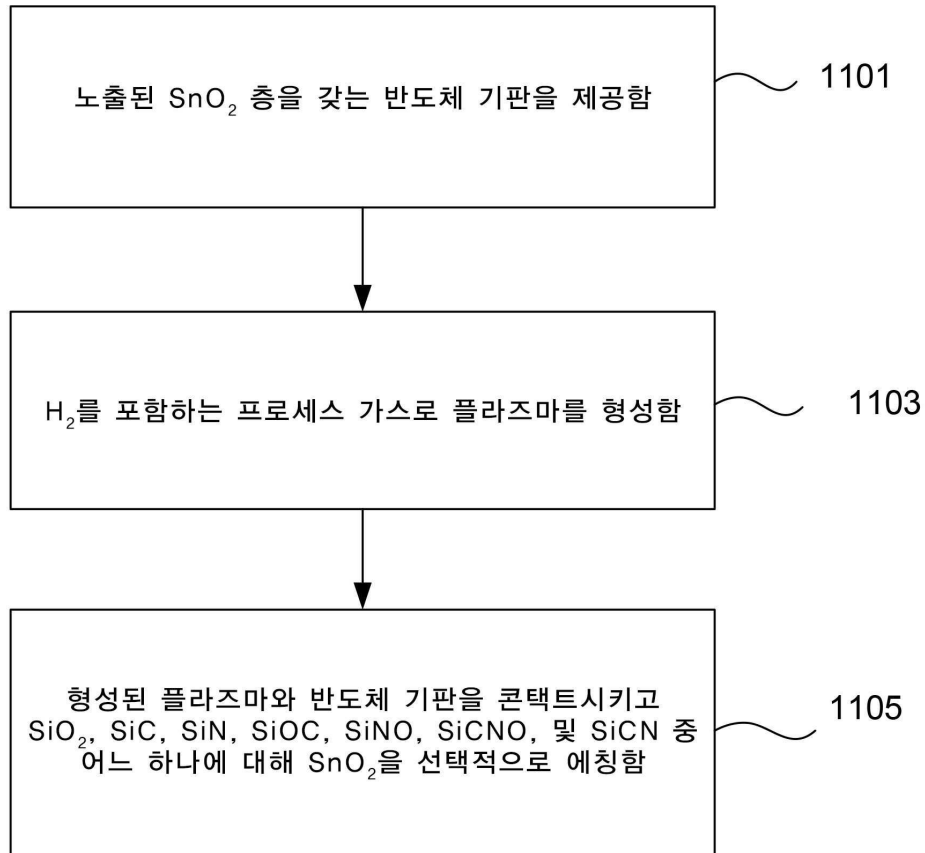 노출된 SnO₂ 층을 갖는 반도체 기판을 제공함
1101
H₂를 포함하는 프로세스 가스로 플라즈마를 형성함
1103
형성된 플라즈마와 반도체 기판을 콘택트시키고
SiO₂, SiC, SiN, SiOC, SiNO, SiCNO, 및 SiCN 중
어느 하나에 대해 SnO₂을 선택적으로 에칭함
1105